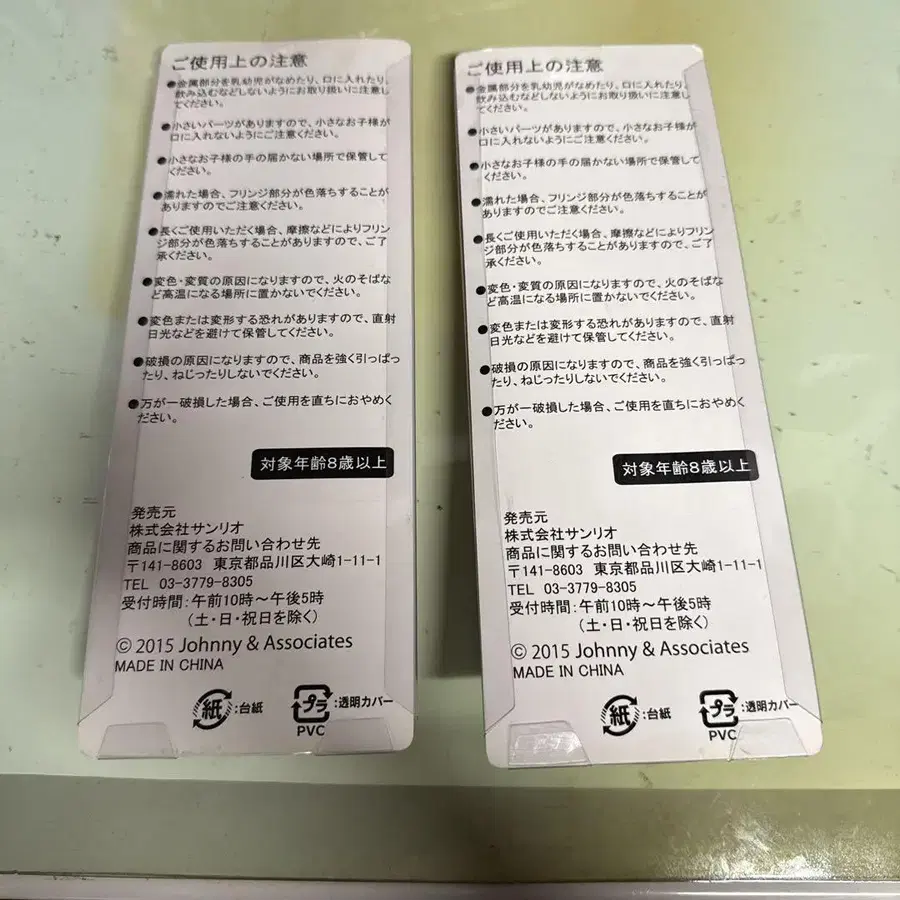 ご使用上の注意
●金属部分を乳幼児がなめたり、口に入れたり、
飲み込むなどしないようにお取り扱いに注意し
てください。
●小さいパーツがありますので、小さなお子様が
口に入れないようにご注意ください。
●小さなお子様の手の届かない場所で保管して
ください。
●濡れた場合、フリンジ部分が色落ちすることが
ありますのでご注意ください。
●長くご使用いただく場合、摩擦などによりフリン
ジ部分が色落ちすることがありますので、ご了
承ください。
●変色・変質の原因になりますので、火のそばな
ど高温になる場所に置かないでください。
●変色または変形する恐れがありますので、直射
日光などを避けて保管してください。
●破損の原因になりますので、商品を強く引っぱっ
たり、ねじったりしないでください。
●万が一破損した場合、ご使用を直ちにおやめく
ださい。
対象年齢8歳以上
発売元
株式会社サンリオ
商品に関するお問い合わせ先
〒141-8603 東京都品川区大崎1-11-1
TEL 03-3779-8305
受付時間:午前10時~午後5時
(土・日・祝日を除く)
© 2015 Johnny & Associates
MADE IN CHINA
紙:台紙
プラ:透明カバー
PVC
ご使用上の注意
●金属部分を乳幼児がなめたり、口に入れたり、
飲み込むなどしないようにお取り扱いに注意し
てください。
●小さいパーツがありますので、小さなお子様が
口に入れないようにご注意ください。
●小さなお子様の手の届かない場所で保管して
ください。
●濡れた場合、フリンジ部分が色落ちすることが
ありますのでご注意ください。
●長くご使用いただく場合、摩擦などによりフリン
ジ部分が色落ちすることがありますので、ご了
承ください。
●変色・変質の原因になりますので、火のそばな
ど高温になる場所に置かないでください。
●変色または変形する恐れがありますので、直射
日光などを避けて保管してください。
●破損の原因になりますので、商品を強く引っぱっ
たり、ねじったりしないでください。
●万が一破損した場合、ご使用を直ちにおやめく
ださい。
対象年齢8歳以上
発売元
株式会社サンリオ
商品に関するお問い合わせ先
〒141-8603 東京都品川区大崎1-11-1
TEL 03-3779-8305
受付時間:午前10時~午後5時
(土・日・祝日を除く)
© 2015 Johnny & Associates
MADE IN CHINA
紙:台紙
プラ:透明カバー
PVC